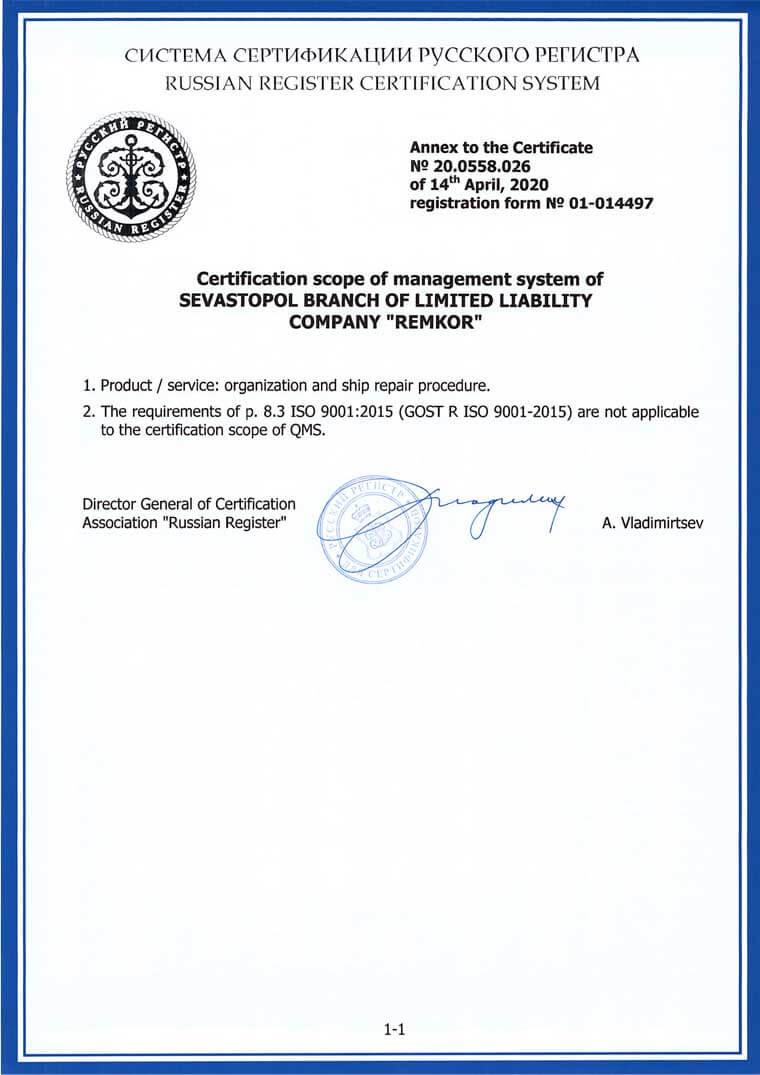 СИСТЕМА СЕРТИФИКАЦИИ РУССКОГО РЕГИСТРА
RUSSIAN REGISTER CERTIFICATION SYSTEM
РУССКИЙ РЕГИСТР
RUSSIAN REGISTER
Annex to the Certificate
№ 20.0558.026
of 14th April, 2020
registration form № 01-014497
Certification scope of management system of
SEVASTOPOL BRANCH OF LIMITED LIABILITY
COMPANY "REMKOR"
1. Product / service: organization and ship repair procedure.
2. The requirements of p. 8.3 ISO 9001:2015 (GOST R ISO 9001-2015) are not applicable
to the certification scope of QMS.
Director General of Certification
Association "Russian Register"
РУССКИЙ РЕГИСТР
A. Vladimirtsev
1-1